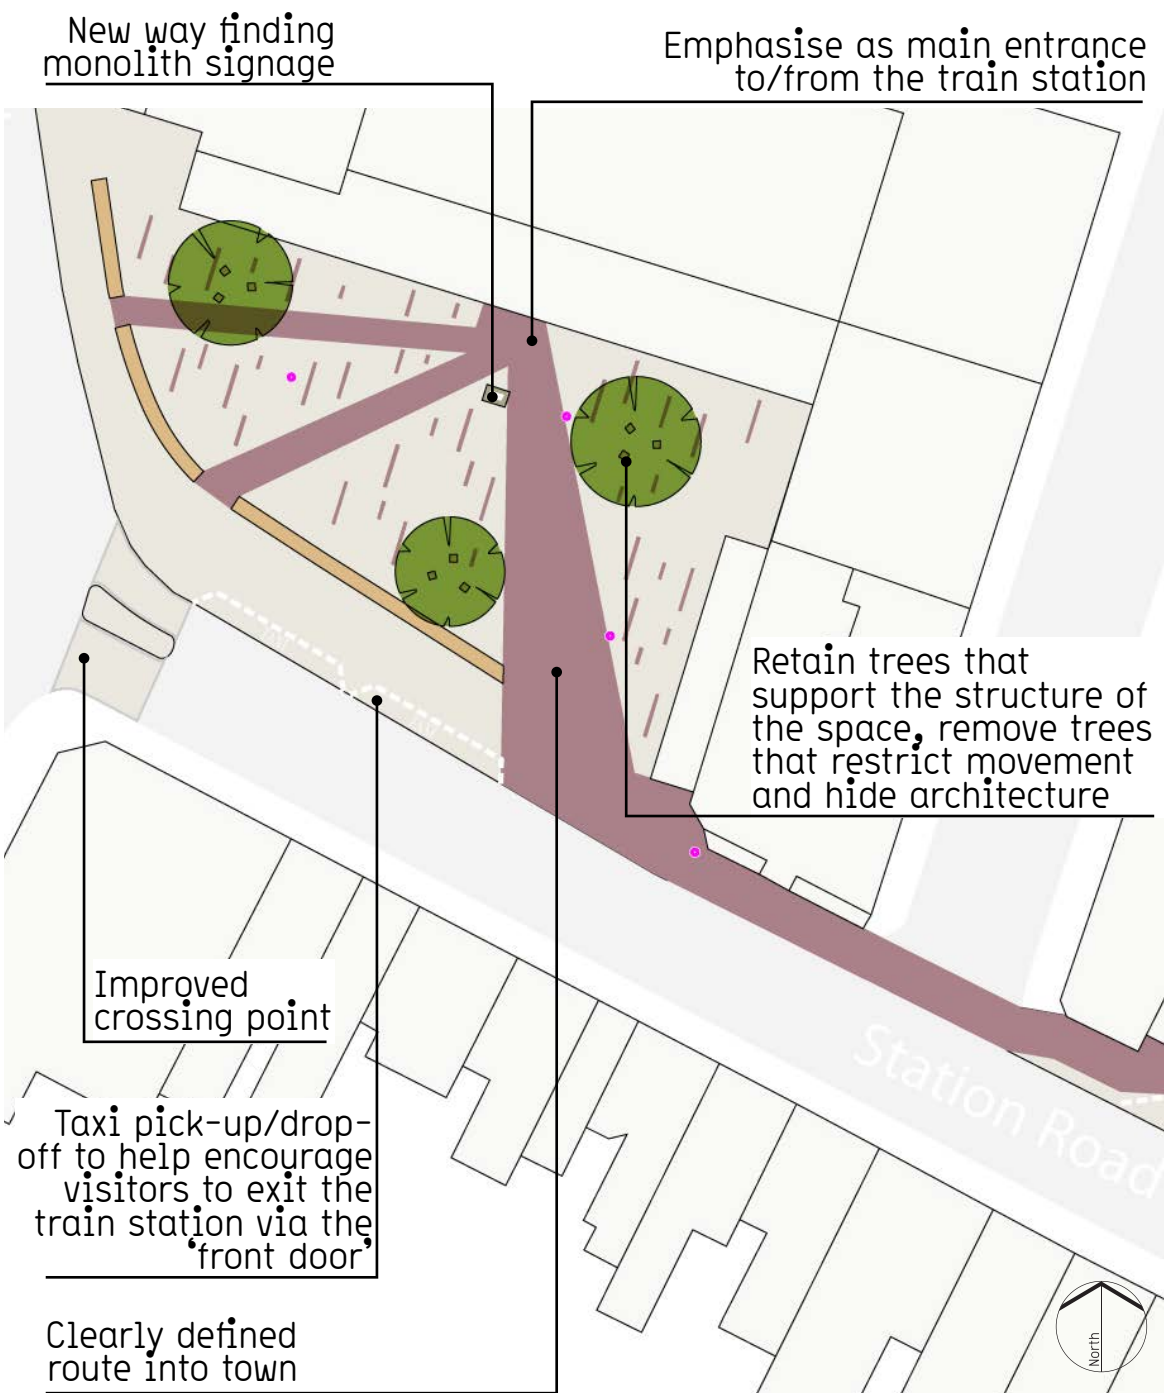 New way finding
monolith signage
Emphasise as main entrance
to/from the train station
Retain trees that
support the structure of
the space, remove trees
that restrict movement
and hide architecture
Improved
crossing point
Station Road
Taxi pick-up/drop-
off to help encourage
visitors to exit the
train station via the
‘front door’
Clearly defined
route into town
North